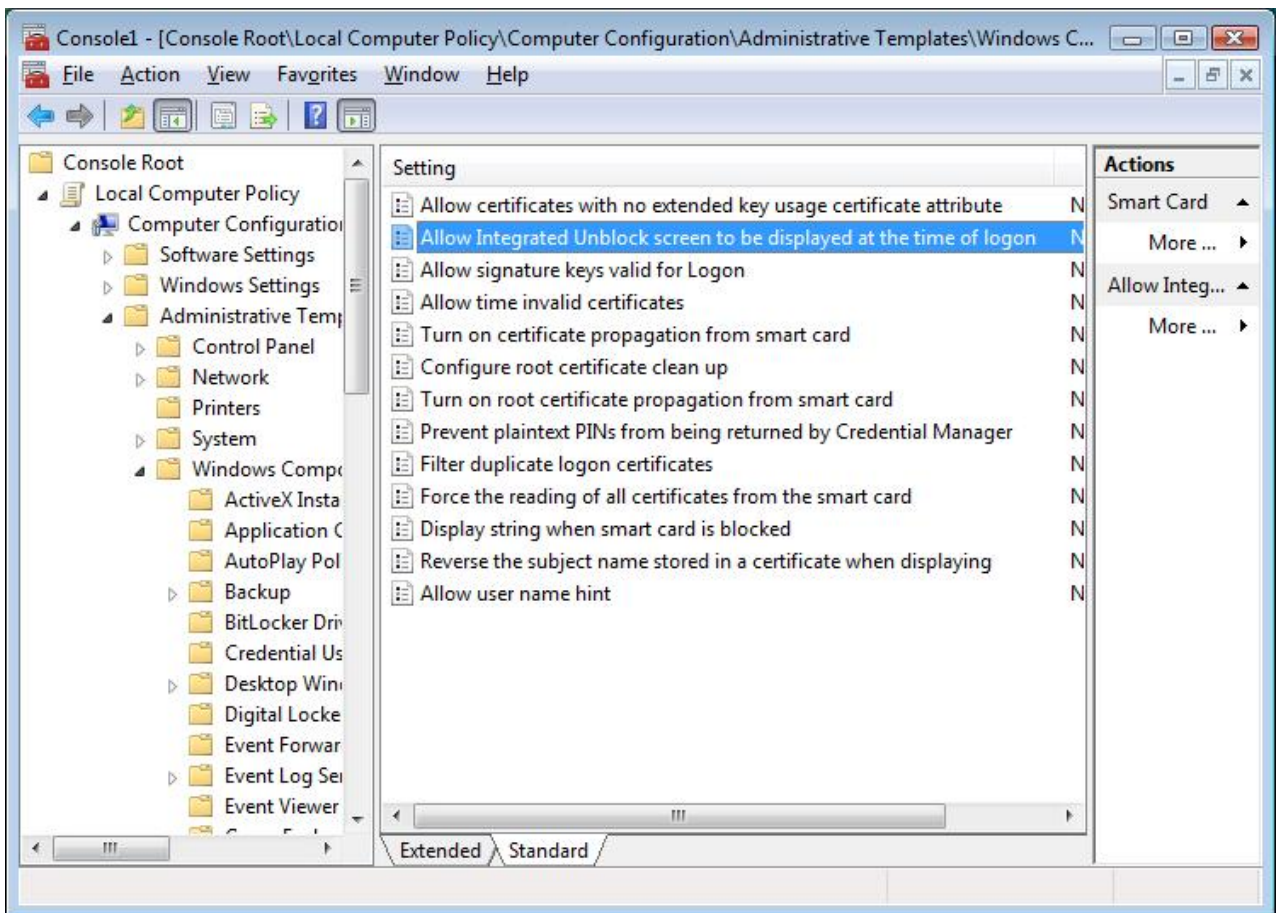 Console1 - [Console Root\Local Computer Policy\Computer Configuration\Administrative Templates\Windows C...
File Action View Favorites Window Help
Console Root
Local Computer Policy
Computer Configuration
Software Settings
Windows Settings
Administrative Temp
Control Panel
Network
Printers
System
Windows Compo
ActiveX Insta
Application C
AutoPlay Pol
Backup
BitLocker Driv
Credential Us
Desktop Wind
Digital Locke
Event Forwar
Event Log Ser
Event Viewer
Setting
Allow certificates with no extended key usage certificate attribute N
Allow Integrated Unblock screen to be displayed at the time of logon N
Allow signature keys valid for Logon N
Allow time invalid certificates N
Turn on certificate propagation from smart card N
Configure root certificate clean up N
Turn on root certificate propagation from smart card N
Prevent plaintext PINs from being returned by Credential Manager N
Filter duplicate logon certificates N
Force the reading of all certificates from the smart card N
Display string when smart card is blocked N
Reverse the subject name stored in a certificate when displaying N
Allow user name hint N
Extended Standard
Actions
Smart Card
More ...
Allow Integ...
More ...